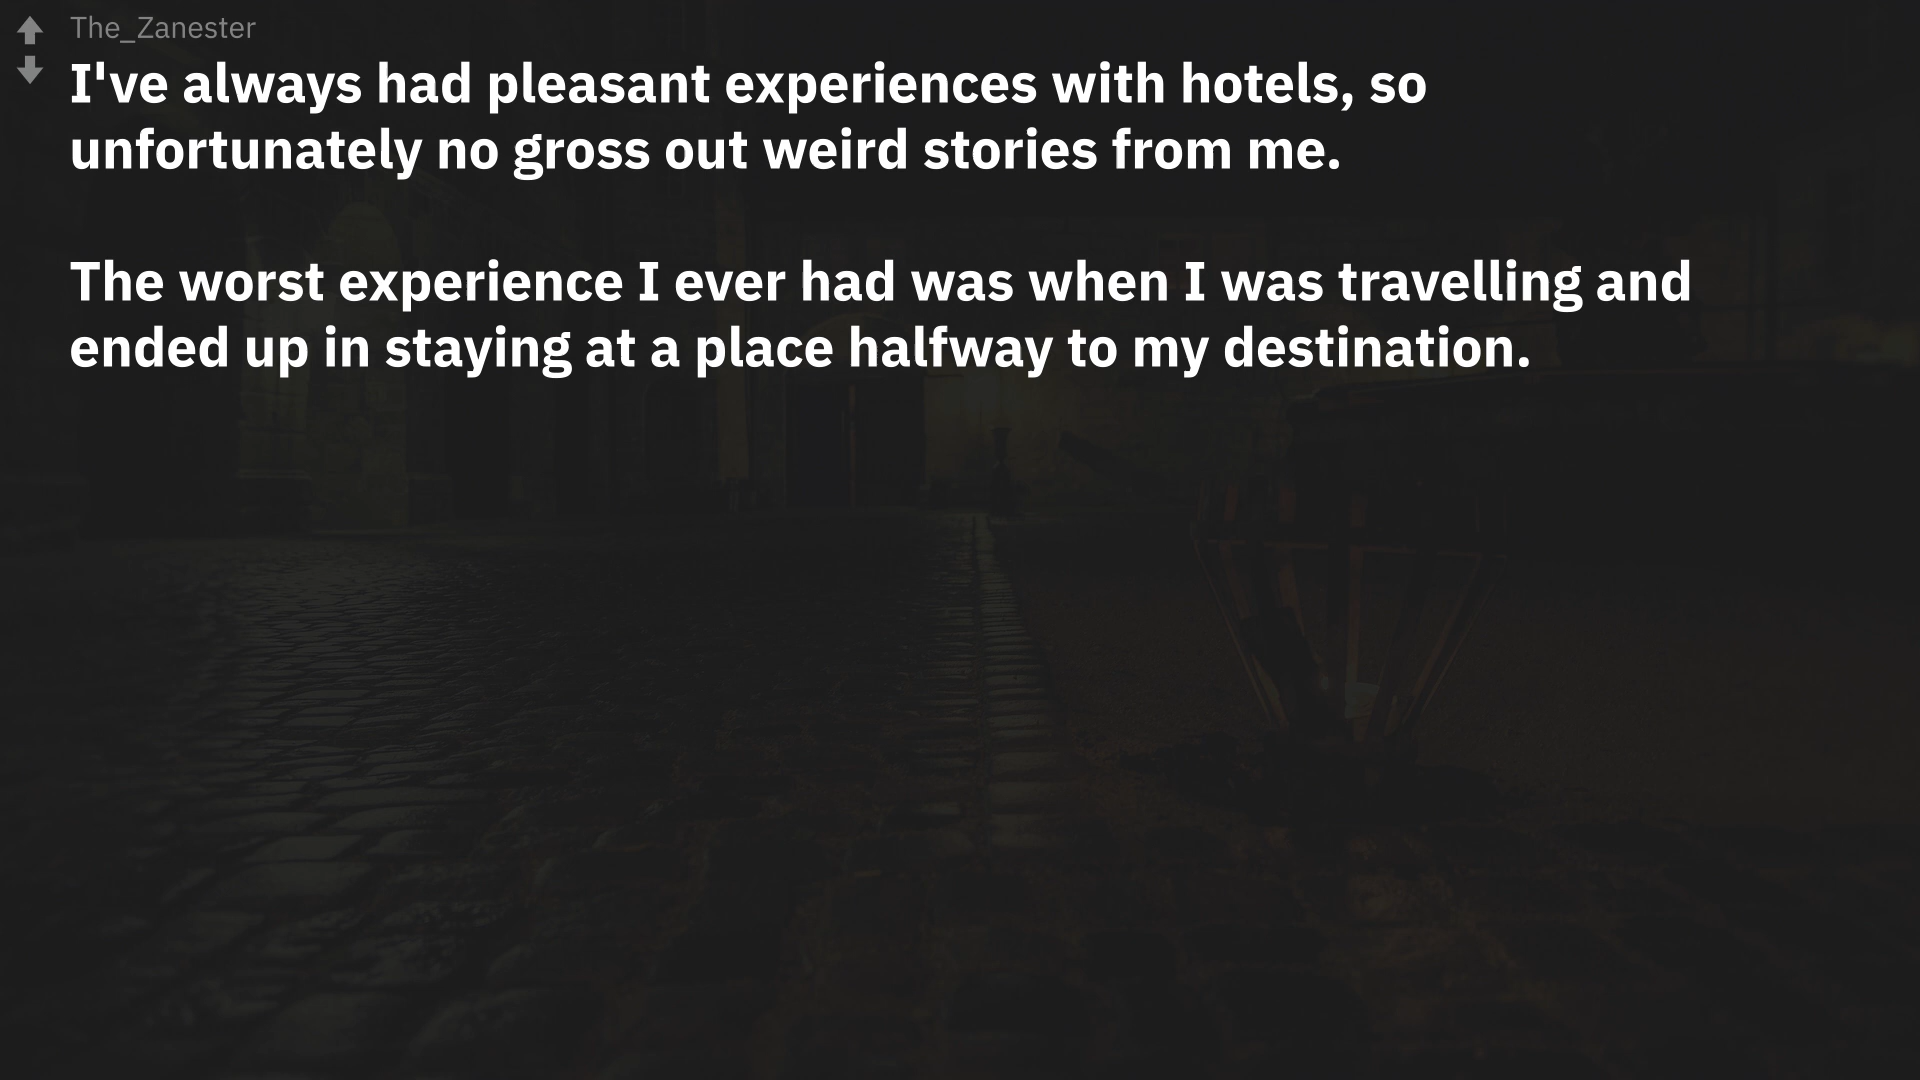 The_Zanester
I've always had pleasant experiences with hotels, so
unfortunately no gross out weird stories from me.
The worst experience I ever had was when I was travelling and
ended up in staying at a place halfway to my destination.